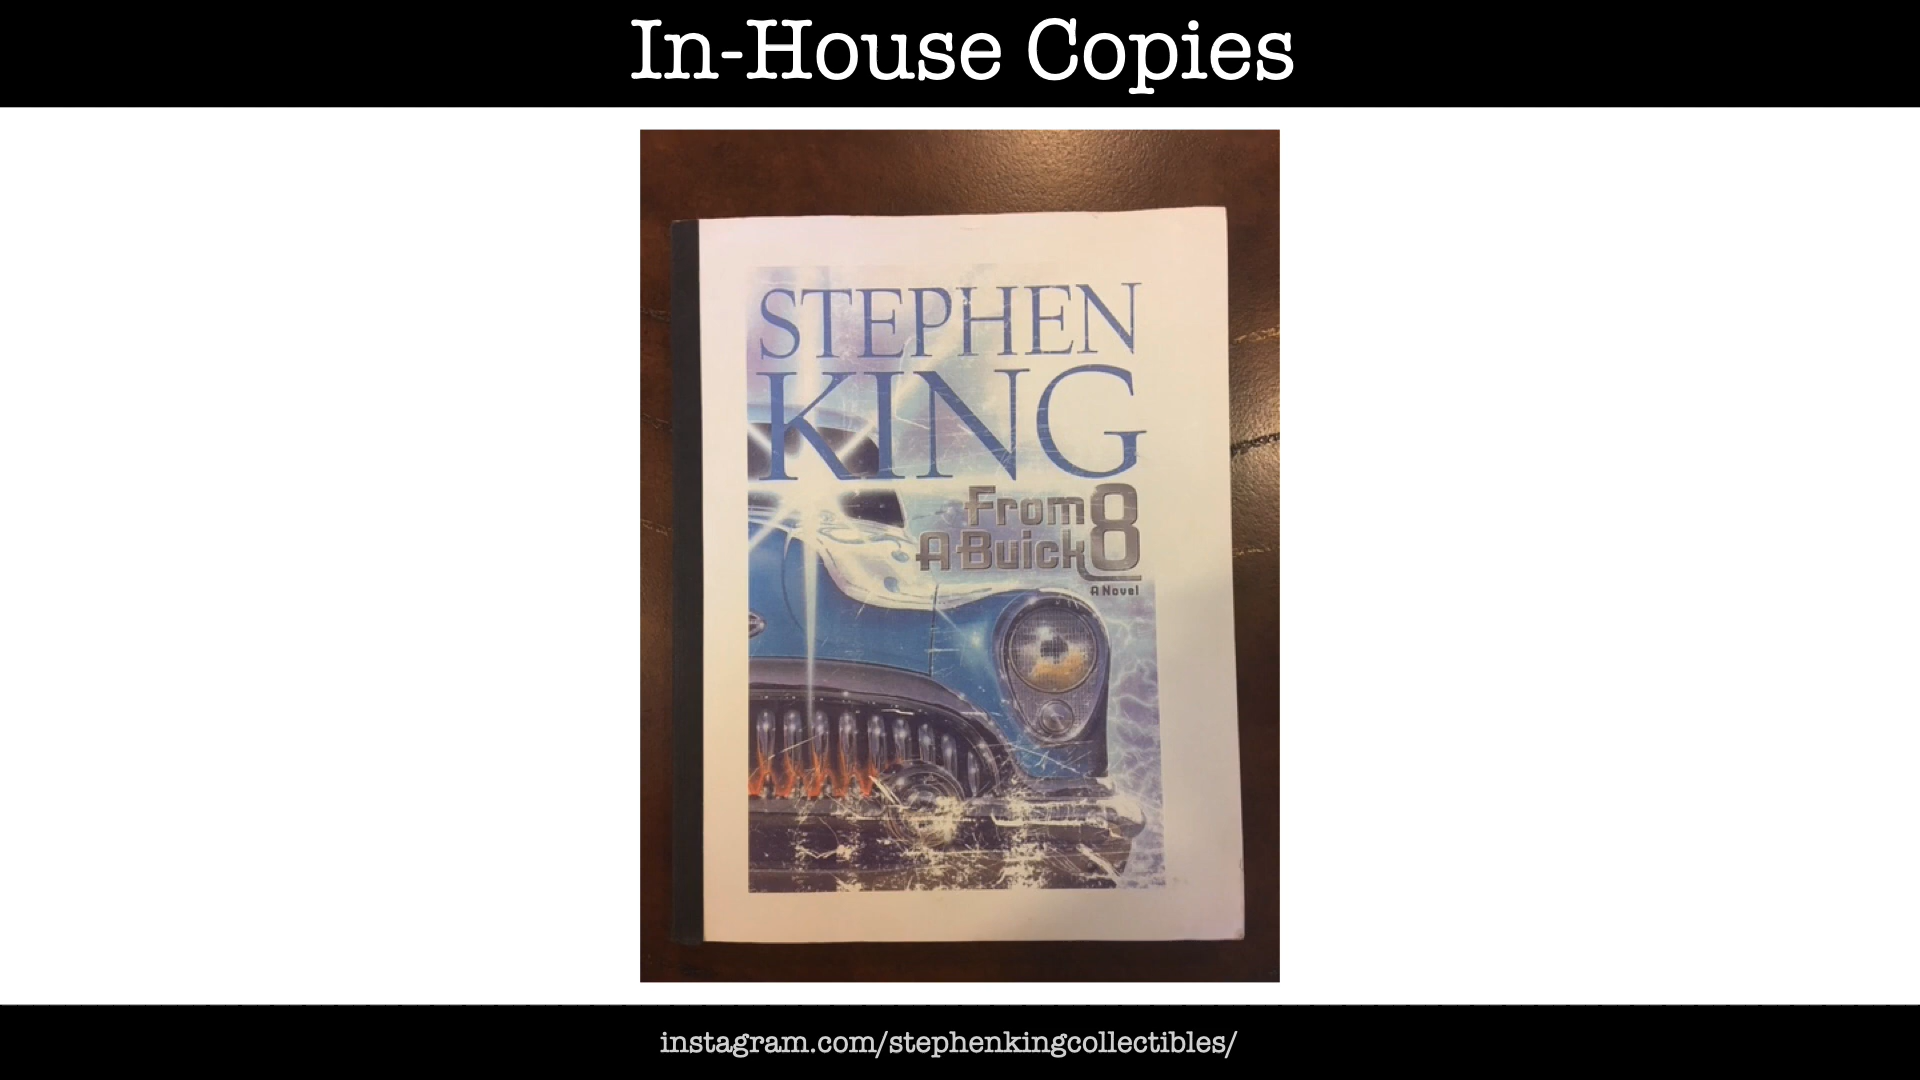 In-House Copies
STEPHEN
KING
From 8
A Buick
A Novel
instagram.com/stephenkingcollectibles/